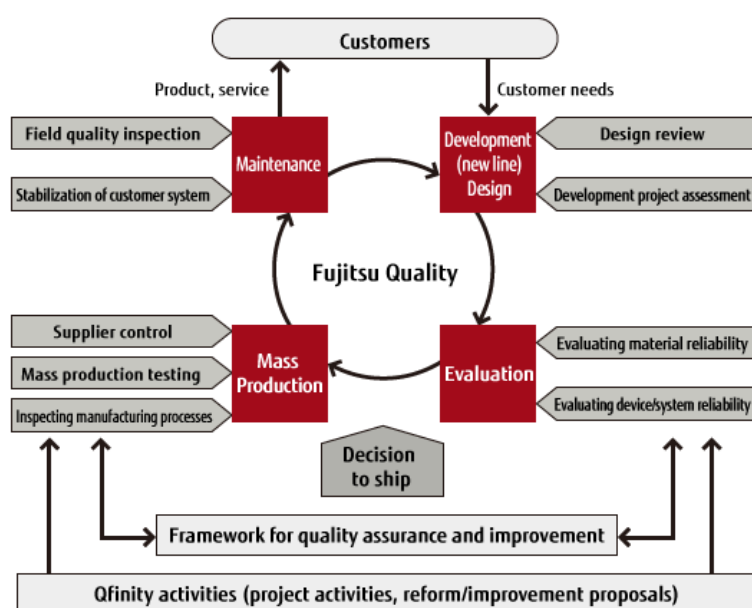 Customers
Product, service
Customer needs
Field quality inspection
Stabilization of customer system
Maintenance
Development
(new line)
Design
Design review
Development project assessment
Fujitsu Quality
Supplier control
Mass production testing
Inspecting manufacturing processes
Mass
Production
Evaluation
Evaluating material reliability
Evaluating device/system reliability
Decision
to ship
Framework for quality assurance and improvement
Qfinity activities (project activities, reform/improvement proposals)